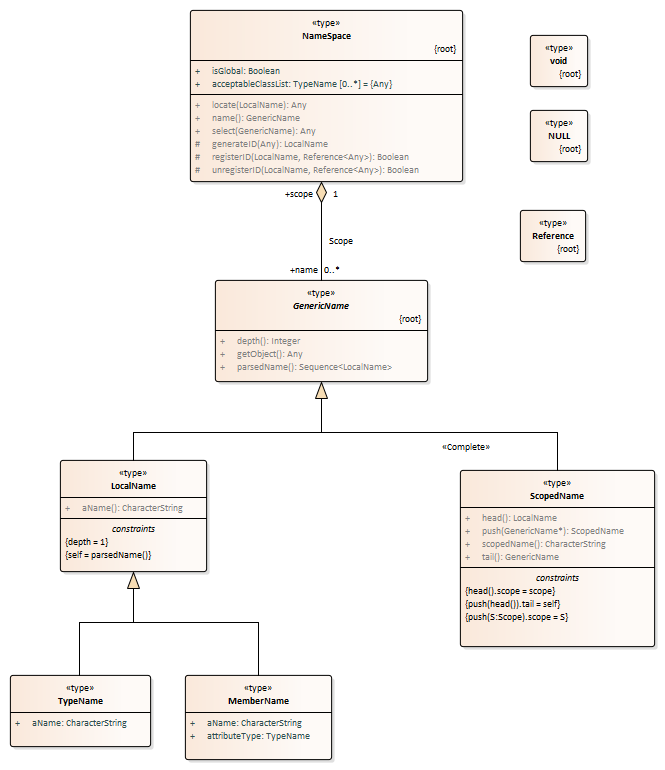 «type»
NameSpace
{root}
+ isGlobal: Boolean
+ acceptableClassList: TypeName [0..*] = {Any}
+ locate(LocalName): Any
+ name(): GenericName
+ select(GenericName): Any
# generateID(Any): LocalName
# registerID(LocalName, Reference<Any>): Boolean
# unregisterID(LocalName, Reference<Any>): Boolean
«type»
void
{root}
«type»
NULL
{root}
«type»
Reference
{root}
+scope 1
Scope
+name 0..*
«type»
GenericName
{root}
+ depth(): Integer
+ getObject(): Any
+ parsedName(): Sequence<LocalName>
«Complete»
«type»
LocalName
+ aName(): CharacterString
constraints
{depth = 1}
{self = parsedName()}
«type»
ScopedName
+ head(): LocalName
+ push(GenericName*): ScopedName
+ scopedName(): CharacterString
+ tail(): GenericName
constraints
{head().scope = scope}
{push(head()).tail = self}
{push(S:Scope).scope = S}
«type»
TypeName
+ aName: CharacterString
«type»
MemberName
+ aName: CharacterString
+ attributeType: TypeName